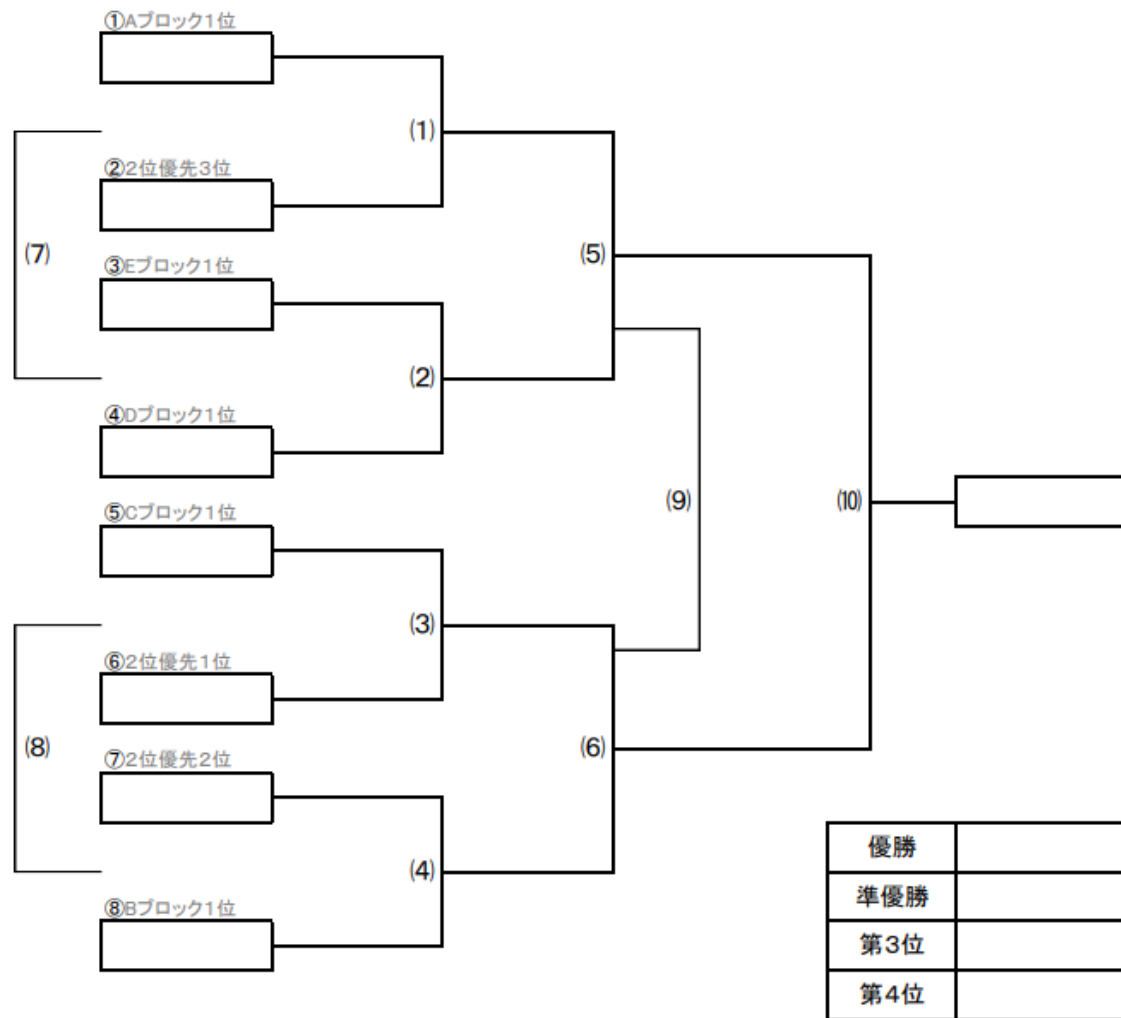 ①Aブロック1位
(1)
②2位優先3位
(7)
(5)
③Eブロック1位
(2)
④Dブロック1位
(9)
(10)
⑤Cブロック1位
(3)
⑥2位優先1位
(8)
(6)
⑦2位優先2位
(4)
⑧Bブロック1位
優勝
準優勝
第3位
第4位